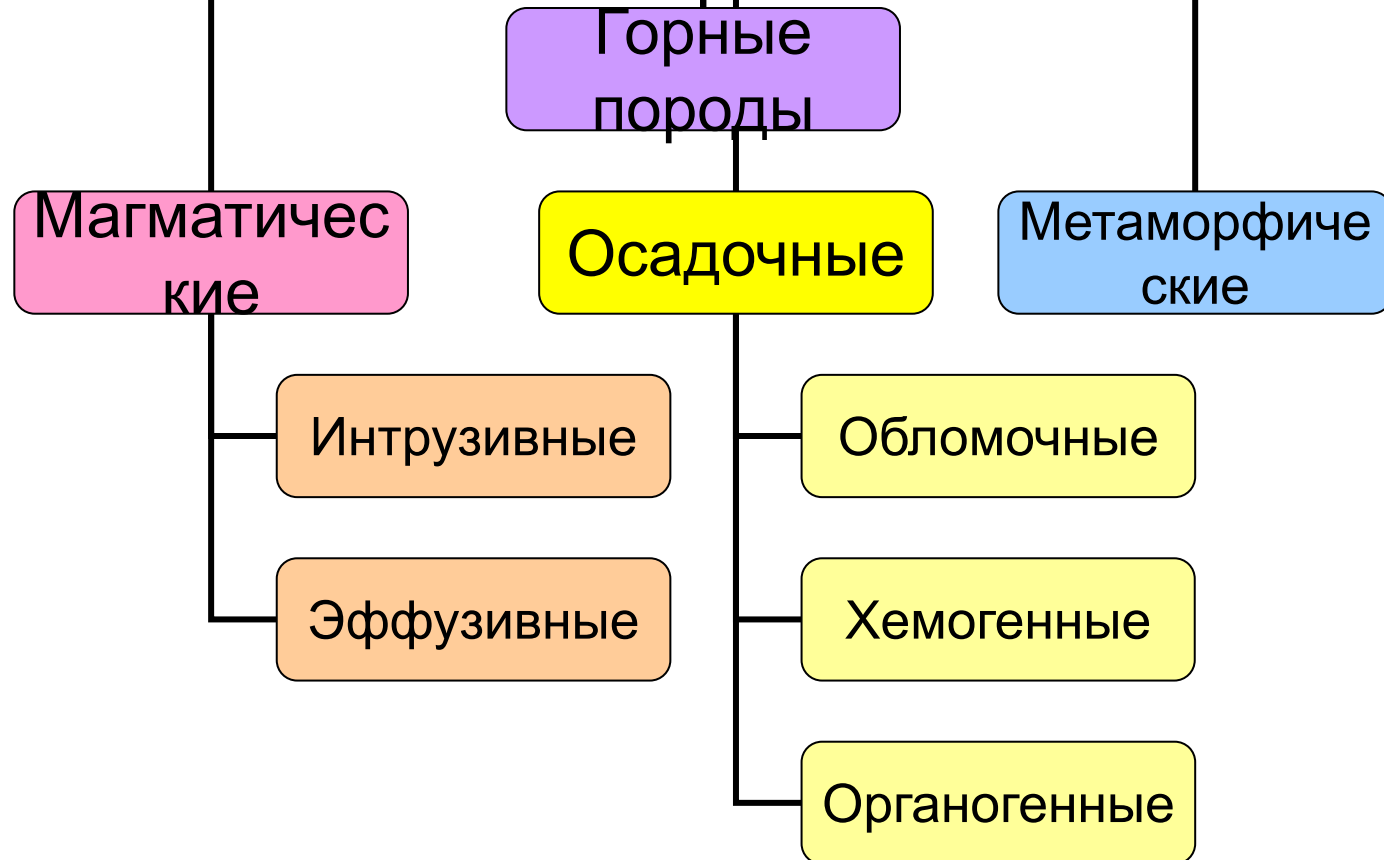 Горные
породы
Магматичес
кие
Осадочные
Метаморфиче
ские
Интрузивные
Обломочные
Эффузивные
Хемогенные
Органогенные